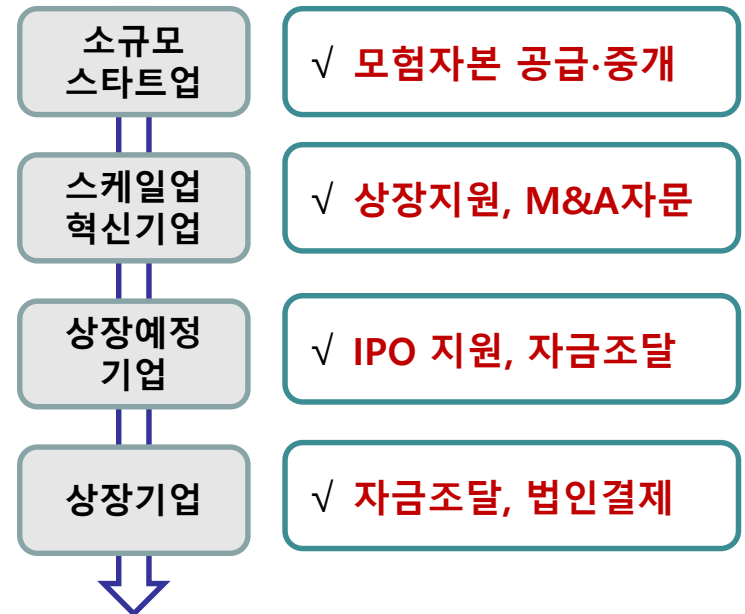 소규모
스타트업
√ 모험자본 공급·중개
스케일업
혁신기업
√ 상장지원, M&A자문
상장예정
기업
√ IPO 지원, 자금조달
상장기업
√ 자금조달, 법인결제